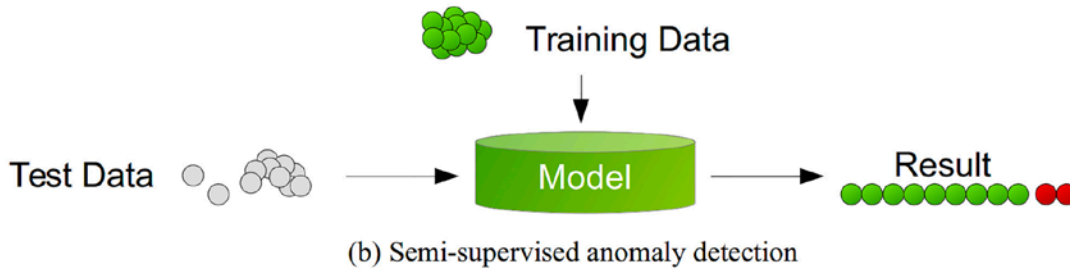 Training Data
Test Data
Model
Result
(b) Semi-supervised anomaly detection